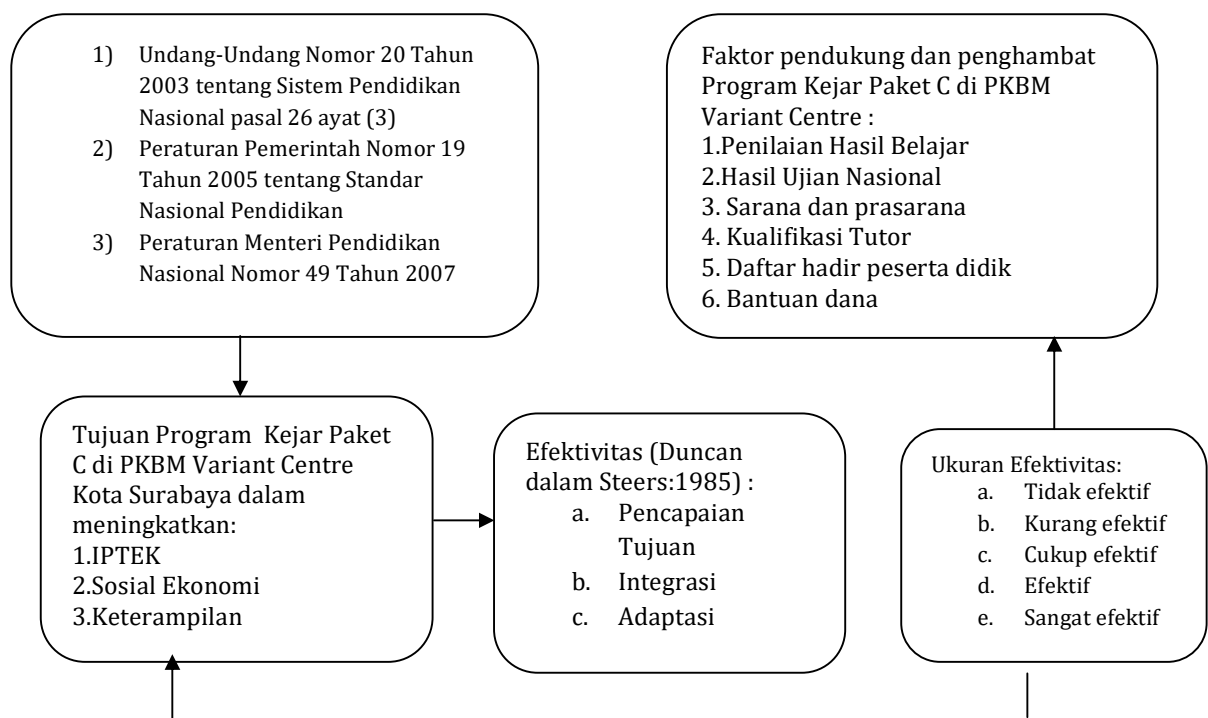 1) Undang-Undang Nomor 20 Tahun
2003 tentang Sistem Pendidikan
Nasional pasal 26 ayat (3)
2) Peraturan Pemerintah Nomor 19
Tahun 2005 tentang Standar
Nasional Pendidikan
3) Peraturan Menteri Pendidikan
Nasional Nomor 49 Tahun 2007
Faktor pendukung dan penghambat
Program Kejar Paket C di PKBM
Variant Centre :
1.Penilaian Hasil Belajar
2.Hasil Ujian Nasional
3. Sarana dan prasarana
4. Kualifikasi Tutor
5. Daftar hadir peserta didik
6. Bantuan dana
Tujuan Program Kejar Paket
C di PKBM Variant Centre
Kota Surabaya dalam
meningkatkan:
1.IPTEK
2.Sosial Ekonomi
3.Keterampilan
Efektivitas (Duncan
dalam Steers:1985) :
a. Pencapaian
Tujuan
b. Integrasi
c. Adaptasi
Ukuran Efektivitas:
a. Tidak efektif
b. Kurang efektif
c. Cukup efektif
d. Efektif
e. Sangat efektif